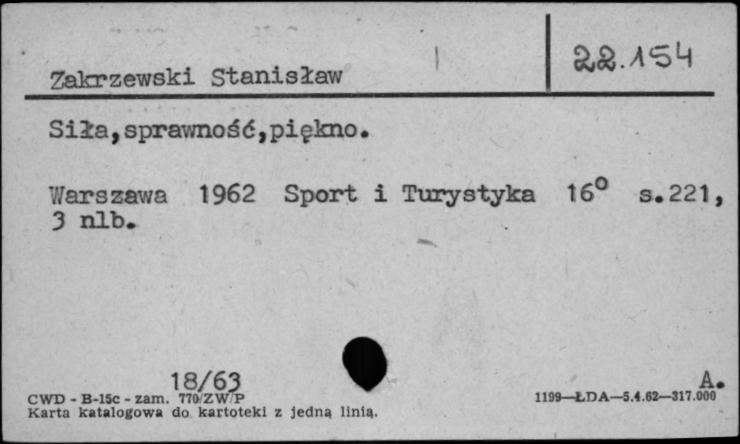 22.154
Zakrzewski Stanisław
Siła,sprawność,piękno.
Warszawa 1962 Sport i Turystyka 16° s.221,
3 nlb.
18/63 A.
CWD - B-15c - zam. 770/ZW/P 1199—ŁDA—5.4.62—317.000
Karta katalogowa do kartoteki z jedną linią.